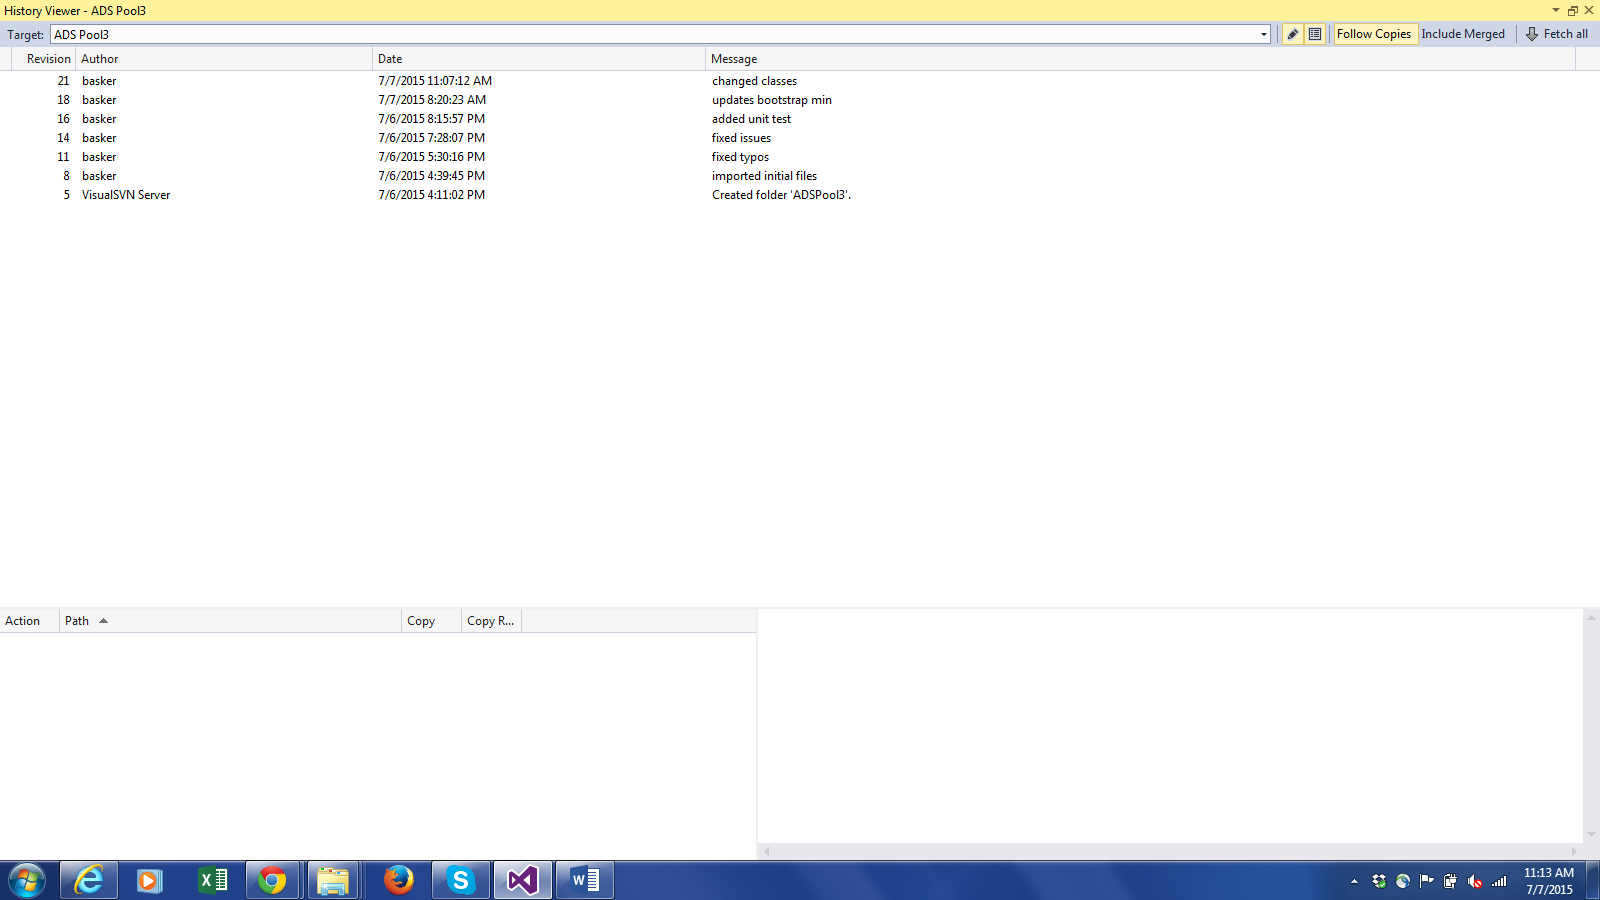 History Viewer - ADS Pool3
Target: ADS Pool3 Follow Copies Include Merged Fetch all
Revision Author Date Message
21 basker 7/7/2015 11:07:12 AM changed classes
18 basker 7/7/2015 8:20:23 AM updates bootstrap min
16 basker 7/6/2015 8:15:57 PM added unit test
14 basker 7/6/2015 7:28:07 PM fixed issues
11 basker 7/6/2015 5:30:16 PM fixed typos
8 basker 7/6/2015 4:39:45 PM imported initial files
5 VisualSVN Server 7/6/2015 4:11:02 PM Created folder 'ADSPool3'.
Action Path Copy Copy R...
11:13 AM
7/7/2015